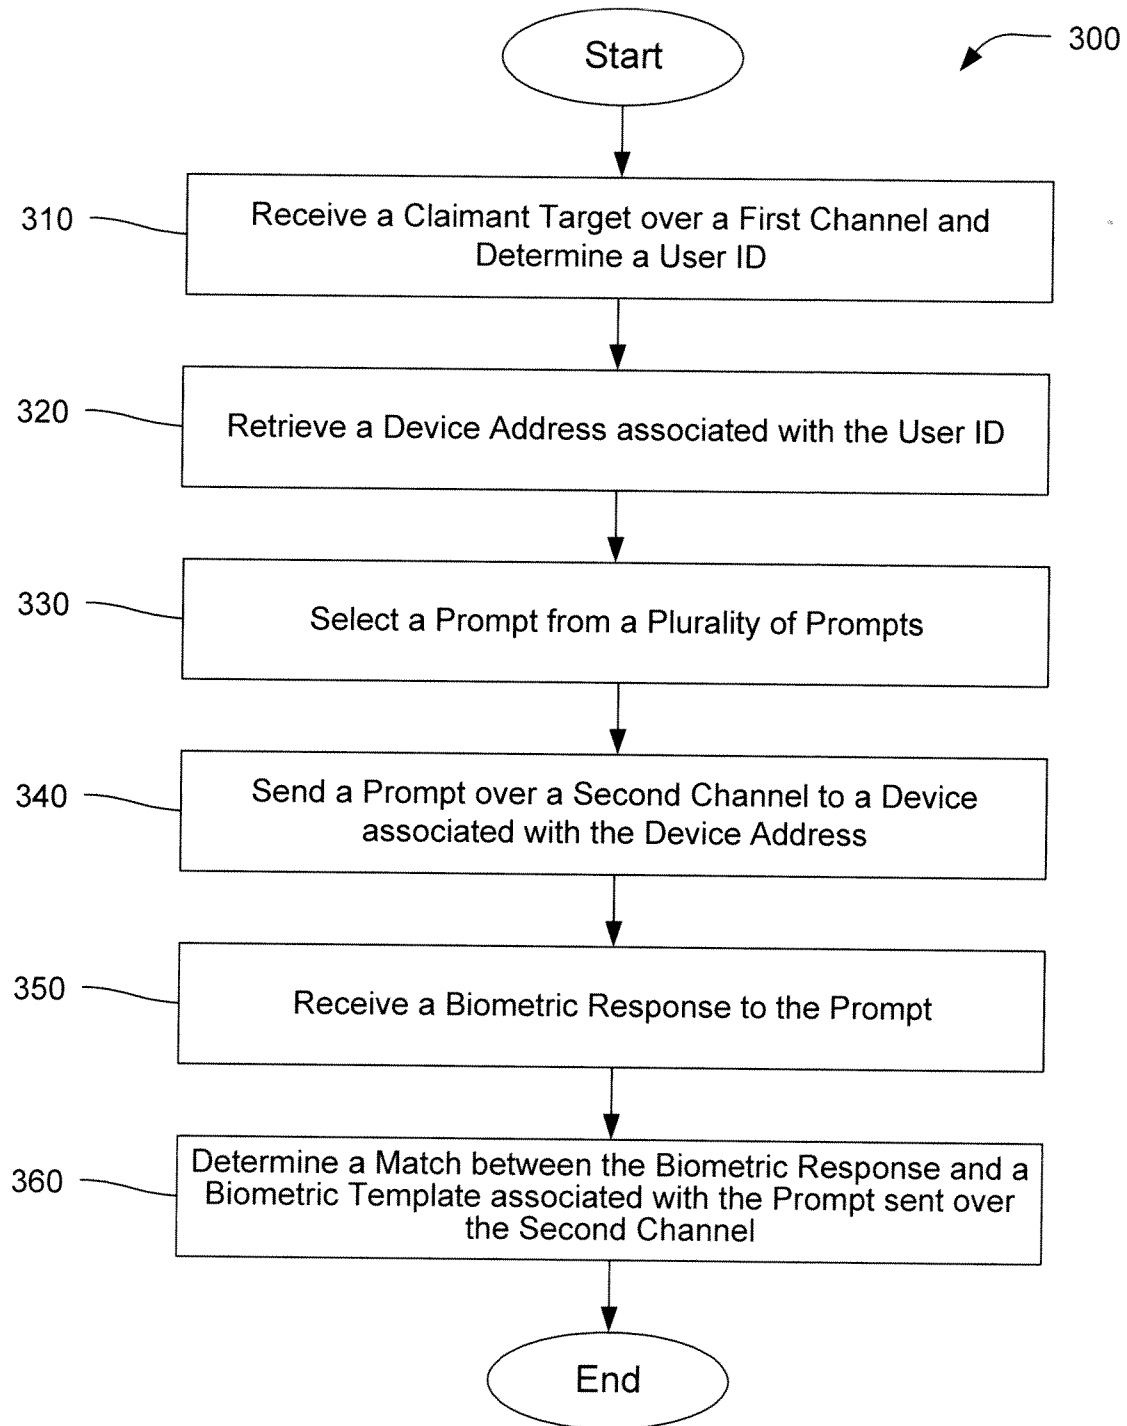 Start
300
310
Receive a Claimant Target over a First Channel and
Determine a User ID
320
Retrieve a Device Address associated with the User ID
330
Select a Prompt from a Plurality of Prompts
340
Send a Prompt over a Second Channel to a Device
associated with the Device Address
350
Receive a Biometric Response to the Prompt
360
Determine a Match between the Biometric Response and a
Biometric Template associated with the Prompt sent over
the Second Channel
End